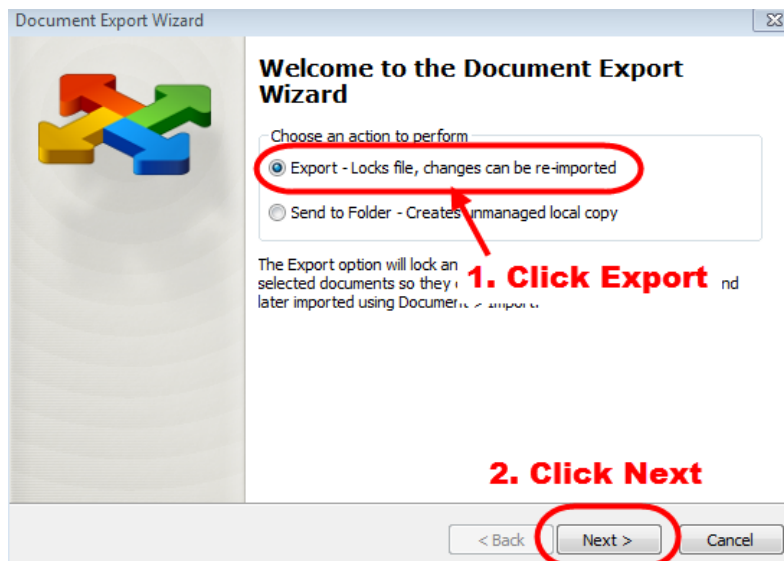 Document Export Wizard
Welcome to the Document Export
Wizard
Choose an action to perform
Export - Locks file, changes can be re-imported
Send to Folder - Creates unmanaged local copy
The Export option will lock an
selected documents so they
1. Click Export
nd
later imported using Document > Import.
2. Click Next
< Back
Next >
Cancel